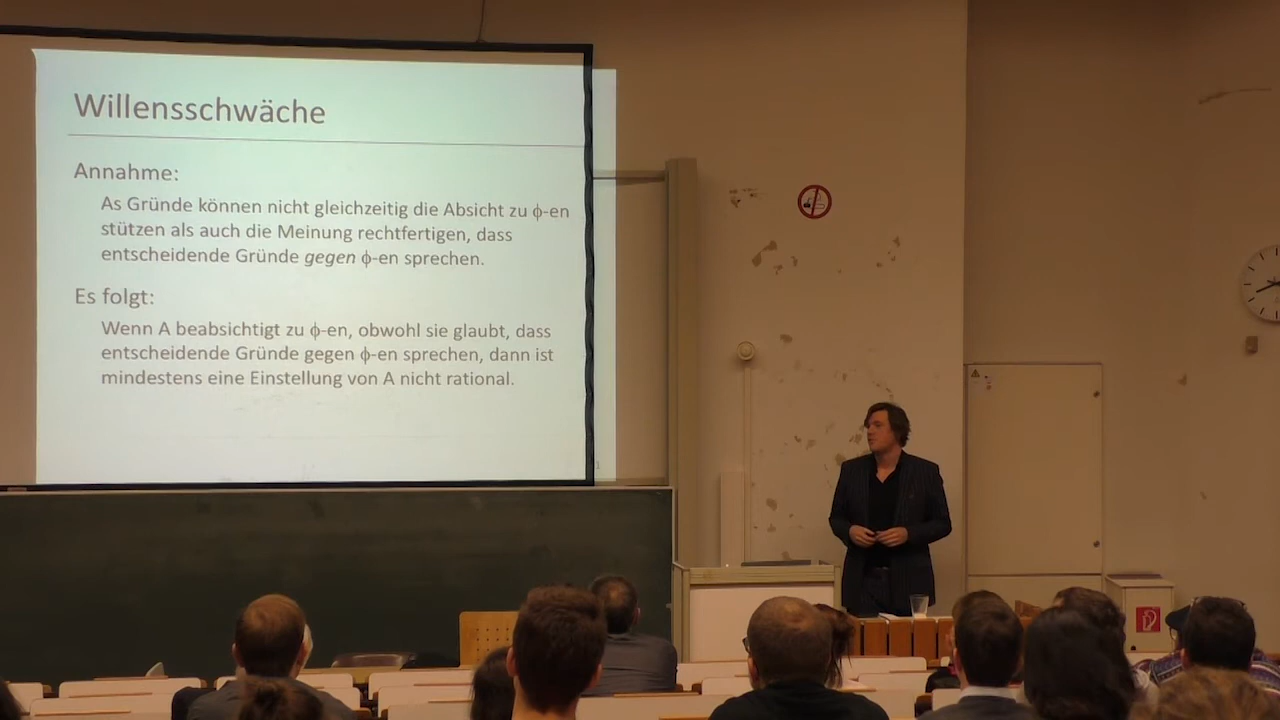 Willensschwäche
Annahme:
As Gründe können nicht gleichzeitig die Absicht zu ϕ-en
stützen als auch die Meinung rechtfertigen, dass
entscheidende Gründe gegen ϕ-en sprechen.
Es folgt:
Wenn A beabsichtigt zu ϕ-en, obwohl sie glaubt, dass
entscheidende Gründe gegen ϕ-en sprechen, dann ist
mindestens eine Einstellung von A nicht rational.